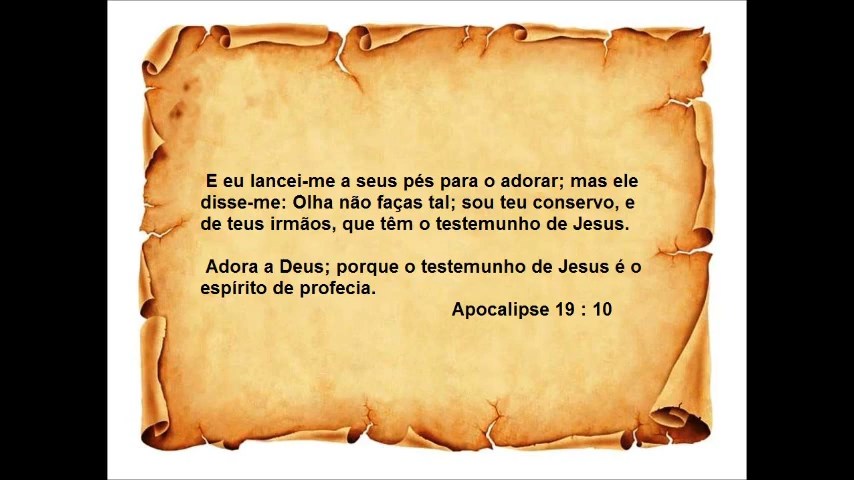 E eu lancei-me a seus pés para o adorar; mas ele
disse-me: Olha não faças tal; sou teu conservo, e
de teus irmãos, que têm o testemunho de Jesus.
Adora a Deus; porque o testemunho de Jesus é o
espírito de profecia.
Apocalipse 19 : 10